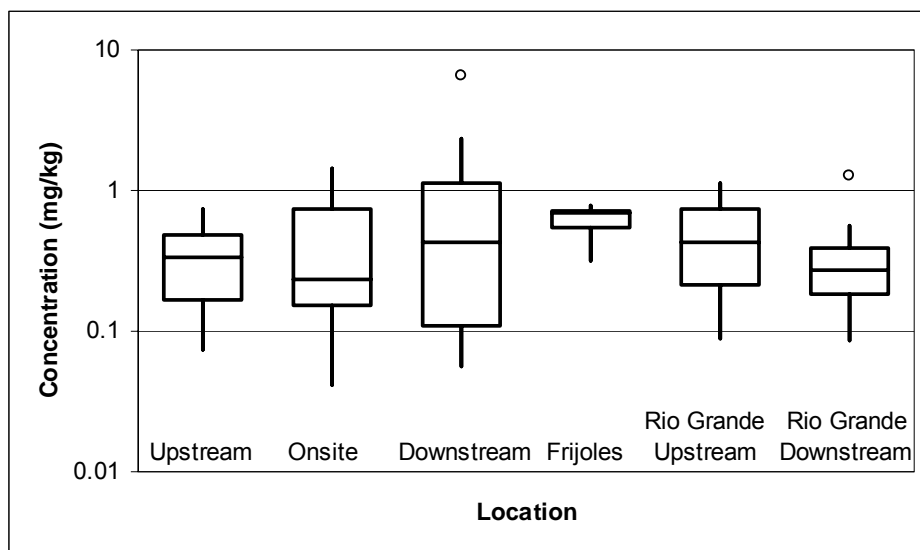 Concentration (mg/kg)
10
1
0.1
0.01
Upstream
Onsite
Downstream
Frijoles
Rio Grande
Upstream
Rio Grande
Downstream
Location